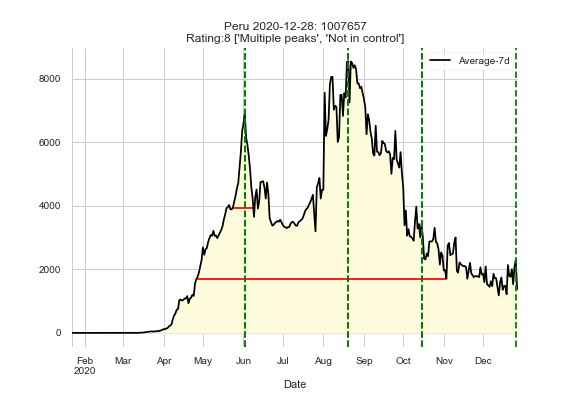 Peru 2020-12-28: 1007657
Rating:8 ['Multiple peaks', 'Not in control']
Average-7d
8000
6000
4000
2000
0
Feb Mar Apr May Jun Jul Aug Sep Oct Nov Dec
2020
Date